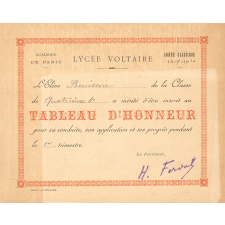 ACADÉMIE
DE PARIS
LYCÉE VOLTAIRE
ANNÉE SCOLAIRE
L'Élève de la Classe
de Quatrième a mérité d'être inscrit au
TABLEAU D'HONNEUR
pour sa conduite, son application et ses progrès pendant
le 1er trimestre.
Le Proviseur,
H.